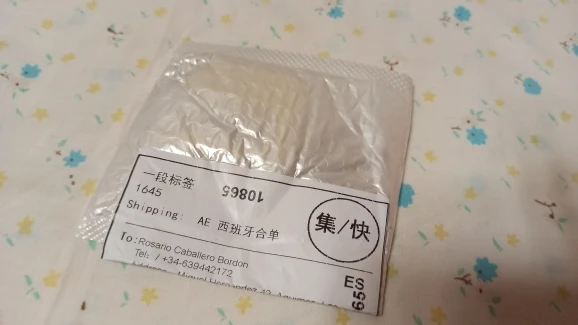 一段标签
1645
10865
集/快
Shipping: AE 西班牙合单
To: Rosario Caballero Bordon
Tel: / +34-639442172
ES
65